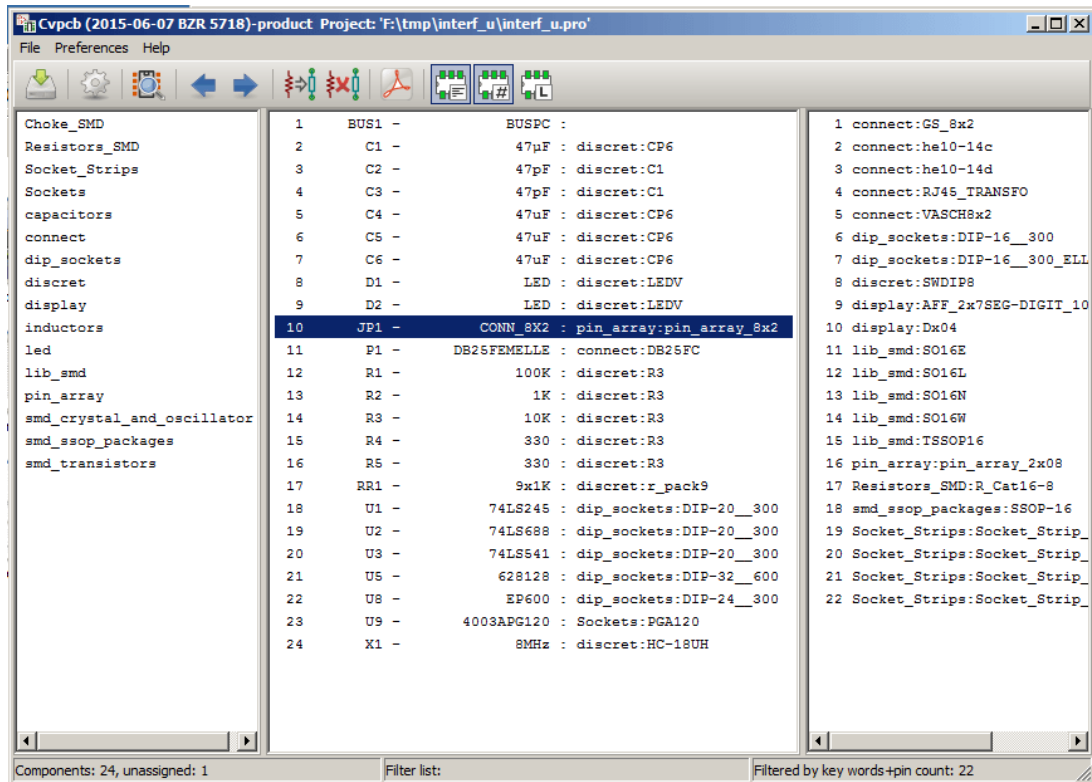 Cvpcb (2015-06-07 BZR 5718)-product Project: 'F:\tmp\interf_u\interf_u.pro'
File Preferences Help
Choke_SMD
Resistors_SMD
Socket_Strips
Sockets
capacitors
connect
dip_sockets
discret
display
inductors
led
lib_smd
pin_array
smd_crystal_and_oscillator
smd_ssop_packages
smd_transistors
1 BUS1 - BUSPC :
2 C1 - 47µF : discret:CP6
3 C2 - 47pF : discret:C1
4 C3 - 47pF : discret:C1
5 C4 - 47uF : discret:CP6
6 C5 - 47uF : discret:CP6
7 C6 - 47uF : discret:CP6
8 D1 - LED : discret:LEDV
9 D2 - LED : discret:LEDV
10 JP1 - CONN_8X2 : pin_array:pin_array_8x2
11 P1 - DB25FEMELLE : connect:DB25FC
12 R1 - 100K : discret:R3
13 R2 - 1K : discret:R3
14 R3 - 10K : discret:R3
15 R4 - 330 : discret:R3
16 R5 - 330 : discret:R3
17 RR1 - 9x1K : discret:r_pack9
18 U1 - 74LS245 : dip_sockets:DIP-20__300
19 U2 - 74LS688 : dip_sockets:DIP-20__300
20 U3 - 74LS541 : dip_sockets:DIP-20__300
21 U5 - 628128 : dip_sockets:DIP-32__600
22 U8 - EP600 : dip_sockets:DIP-24__300
23 U9 - 4003APG120 : Sockets:PGA120
24 X1 - 8MHz : discret:HC-18UH
1 connect:GS_8x2
2 connect:he10-14c
3 connect:he10-14d
4 connect:RJ45_TRANSFO
5 connect:VASCH8x2
6 dip_sockets:DIP-16__300
7 dip_sockets:DIP-16__300_ELL
8 discret:SWDIP8
9 display:AFF_2x7SEG-DIGIT_10
10 display:Dx04
11 lib_smd:SO16E
12 lib_smd:SO16L
13 lib_smd:SO16N
14 lib_smd:SO16W
15 lib_smd:TSSOP16
16 pin_array:pin_array_2x08
17 Resistors_SMD:R_Cat16-8
18 smd_ssop_packages:SSOP-16
19 Socket_Strips:Socket_Strip_
20 Socket_Strips:Socket_Strip_
21 Socket_Strips:Socket_Strip_
22 Socket_Strips:Socket_Strip_
Components: 24, unassigned: 1
Filter list:
Filtered by key words+pin count: 22